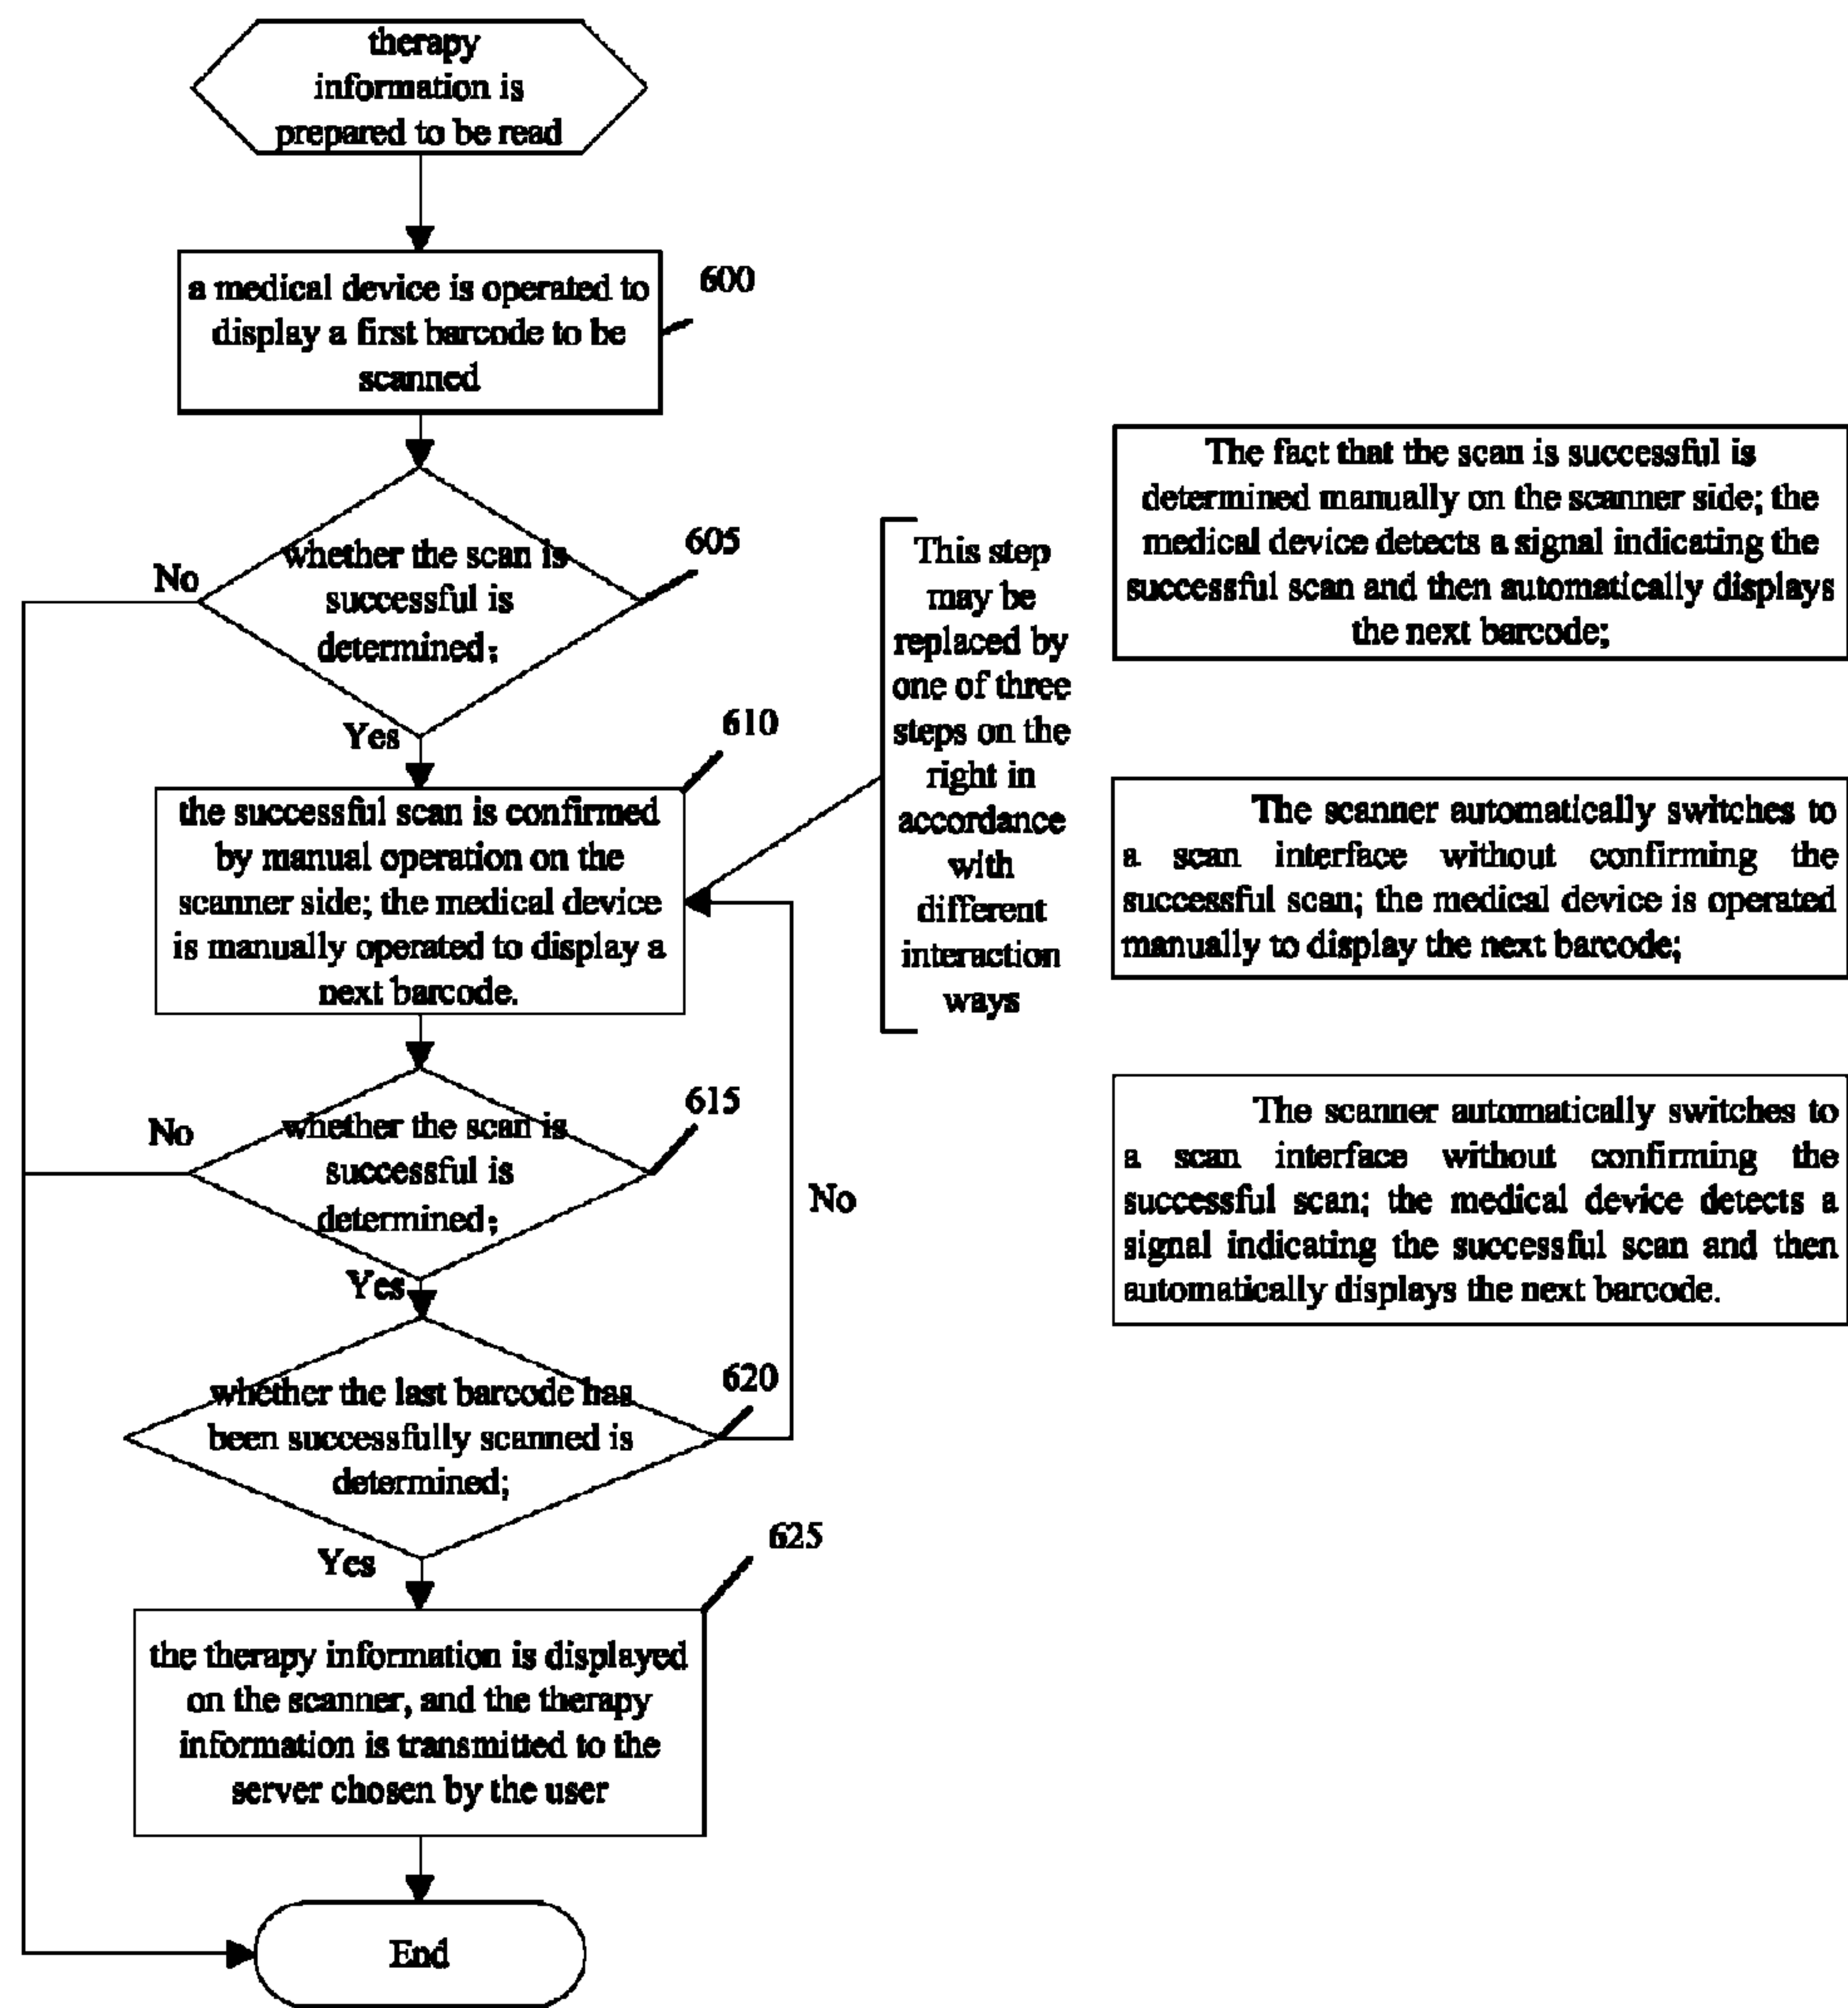 therapy
information is
prepared to be read
a medical device is operated to
display a first barcode to be
scanned
600
whether the scan is
successful is
determined;
605
No
Yes
610
the successful scan is confirmed
by manual operation on the
scanner side; the medical device
is manually operated to display a
next barcode.
whether the scan is
successful is
determined;
615
No
Yes
No
whether the last barcode has
been successfully scanned is
determined;
620
Yes
625
the therapy information is displayed
on the scanner, and the therapy
information is transmitted to the
server chosen by the user
End
This step
may be
replaced by
one of three
steps on the
right in
accordance
with
different
interaction
ways
The fact that the scan is successful is
determined manually on the scanner side; the
medical device detects a signal indicating the
successful scan and then automatically displays
the next barcode;
The scanner automatically switches to
a scan interface without confirming the
successful scan; the medical device is operated
manually to display the next barcode;
The scanner automatically switches to
a scan interface without confirming the
successful scan; the medical device detects a
signal indicating the successful scan and then
automatically displays the next barcode.